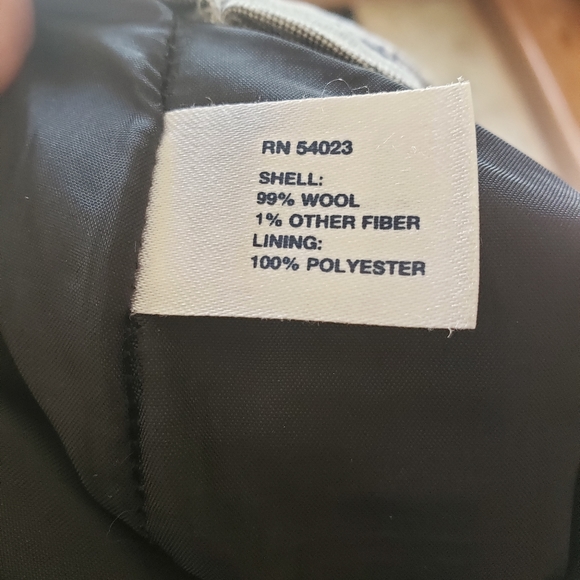 RN 54023
SHELL:
99% WOOL
1% OTHER FIBER
LINING:
100% POLYESTER